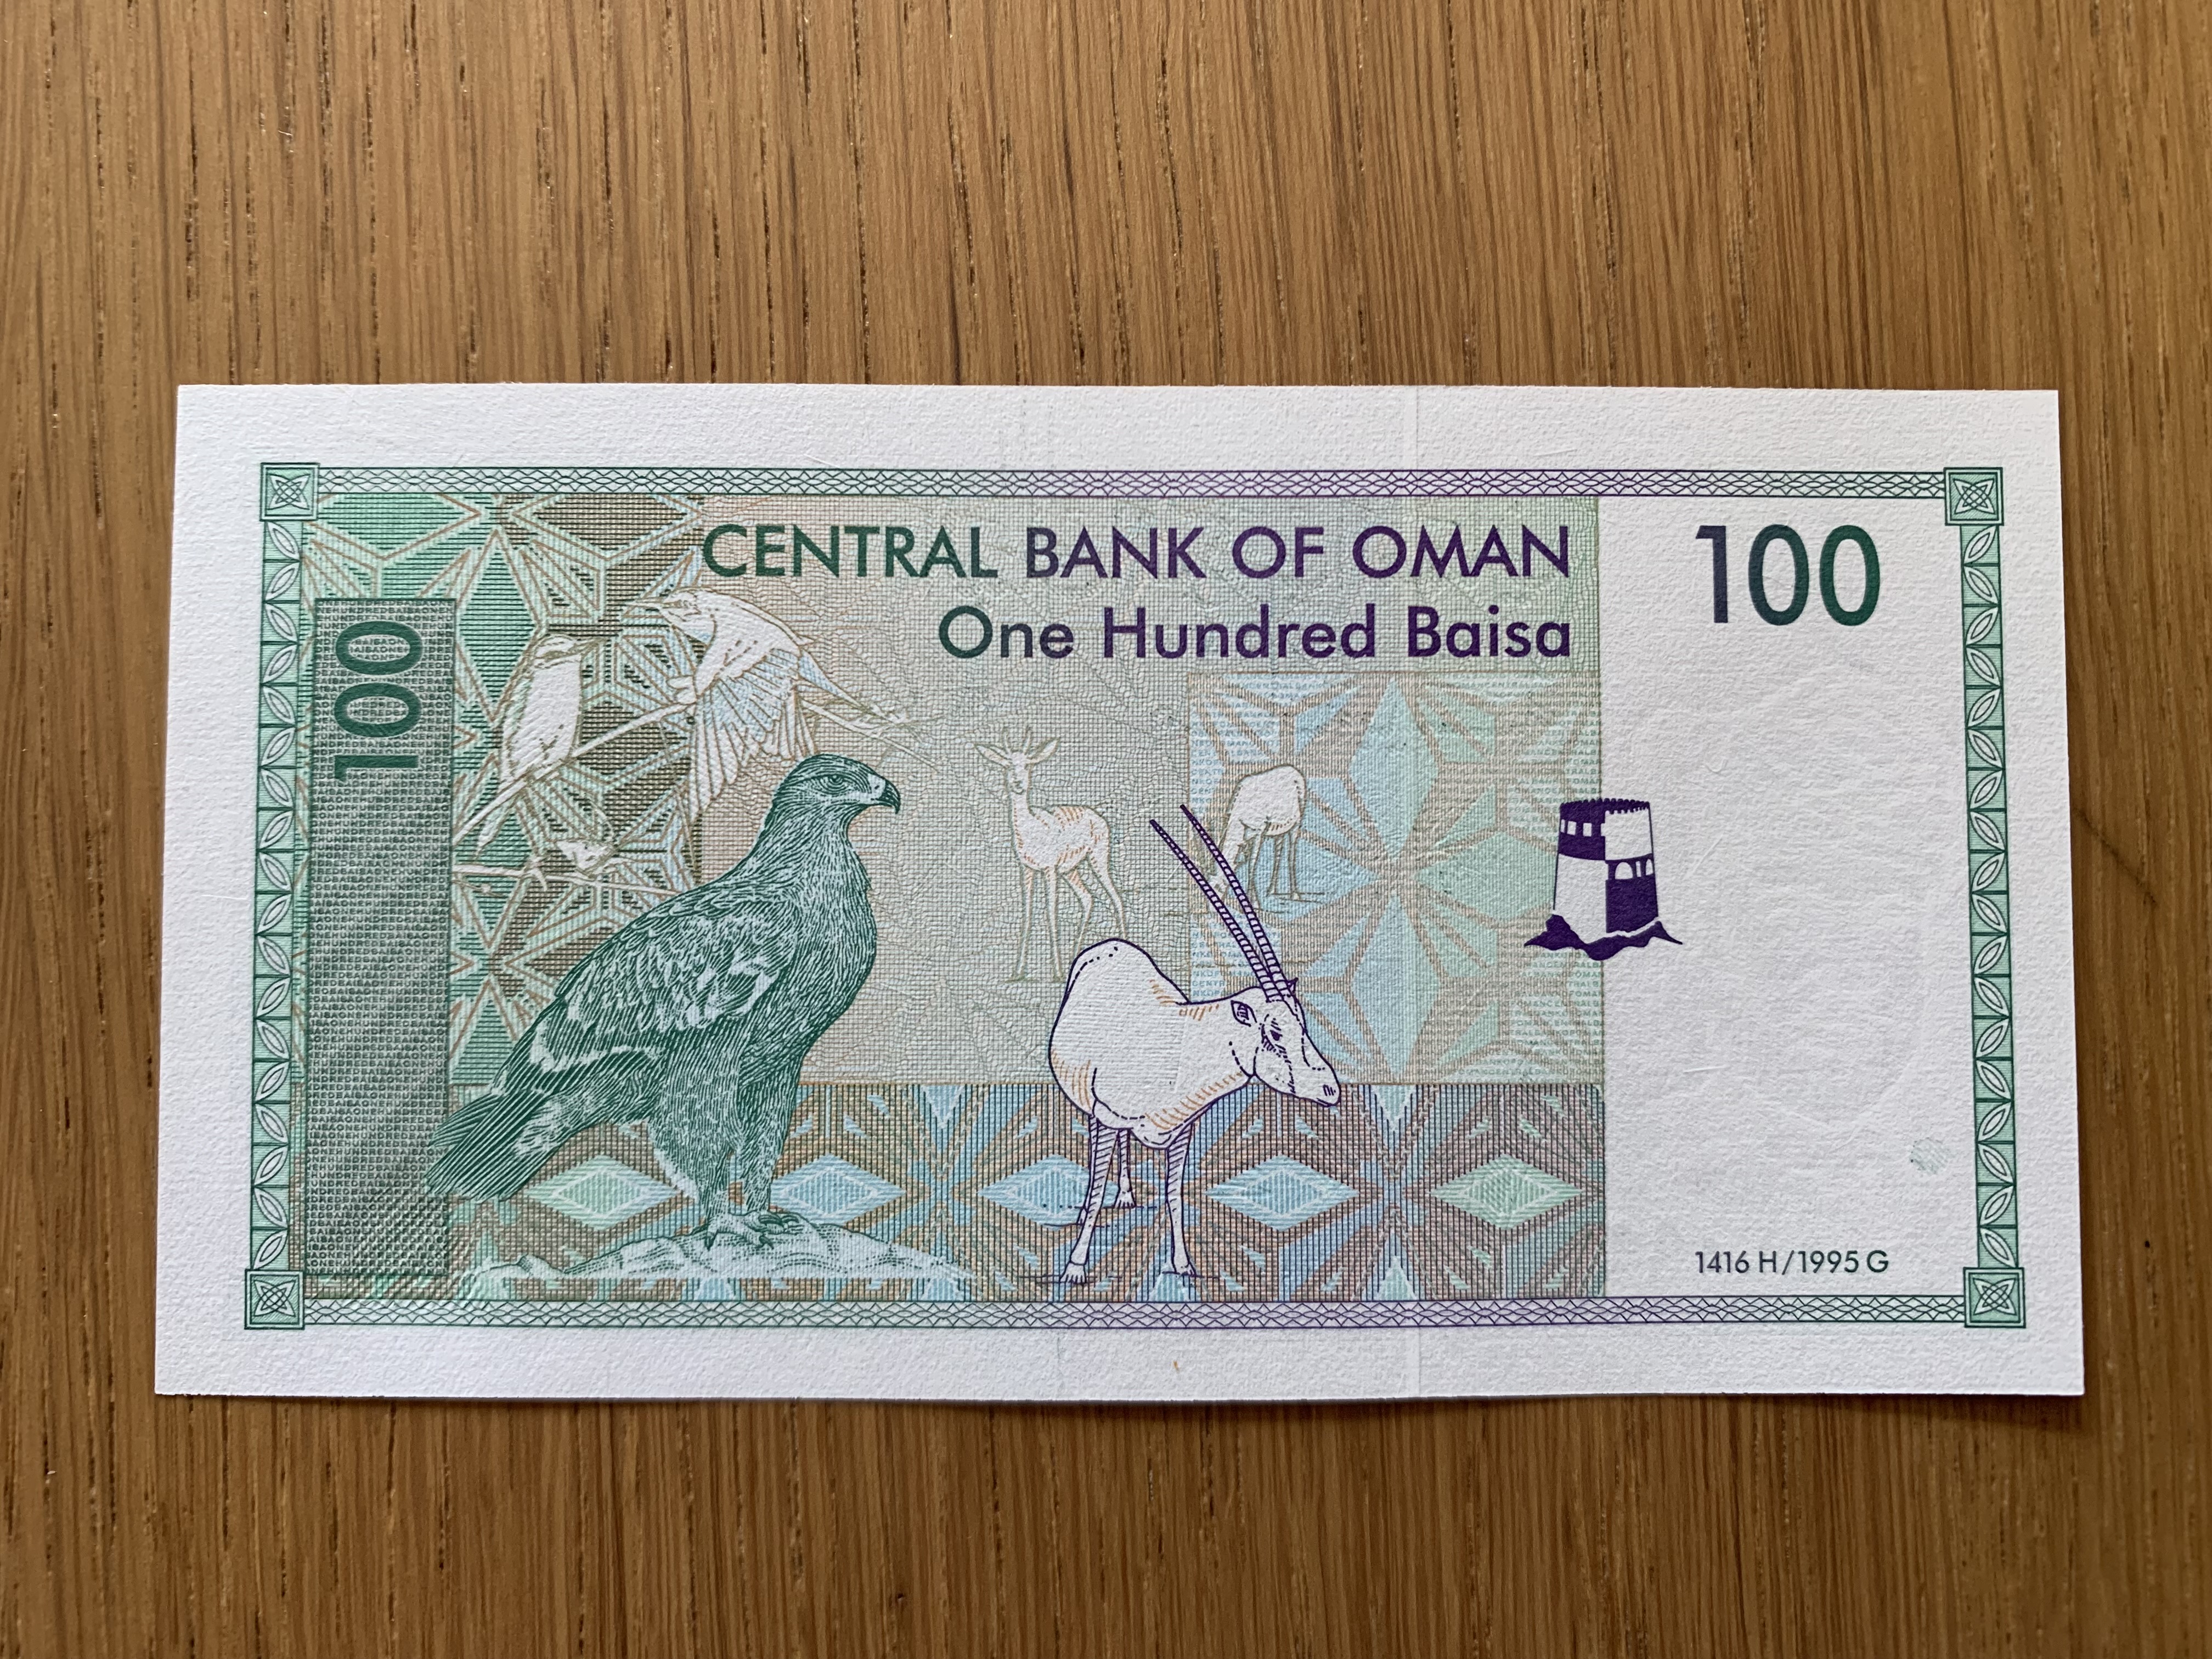 CENTRAL BANK OF OMAN
One Hundred Baisa
100
100
1416 H/1995 G